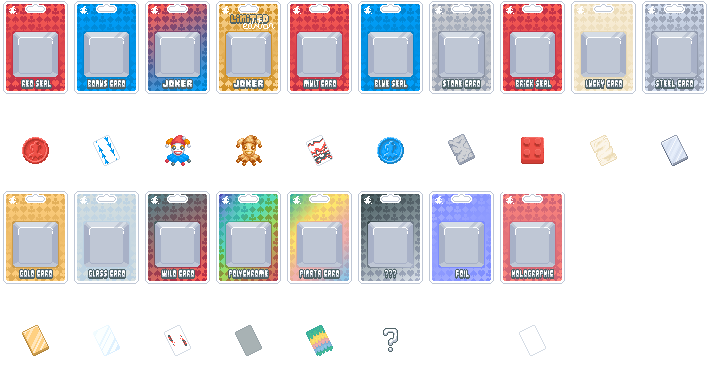 RED SEAL
BONUS CARD
JOKER
LIMITED
JOKER
MULT CARD
BLUE SEAL
STONE CARD
BRICK SEAL
LUCKY CARD
STEEL CARD
GOLD CARD
GLASS CARD
WILD CARD
POLYCHROME
PINATA CARD
???
FOIL
HOLOGRAPHIC
?